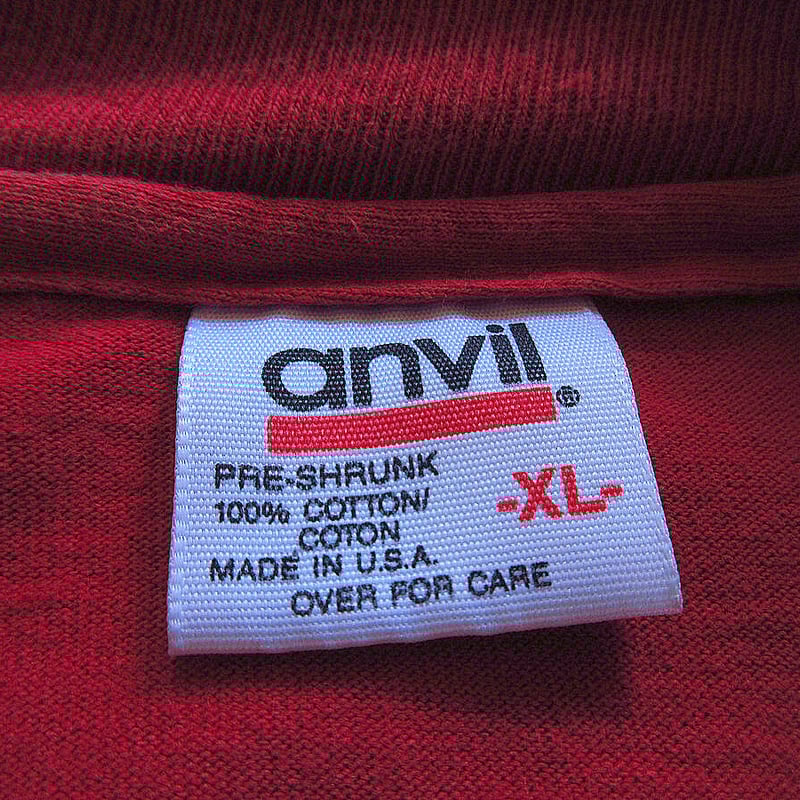 anvil®
PRE-SHRUNK
100% COTTON/
COTON
-XL-
MADE IN U.S.A.
OVER FOR CARE